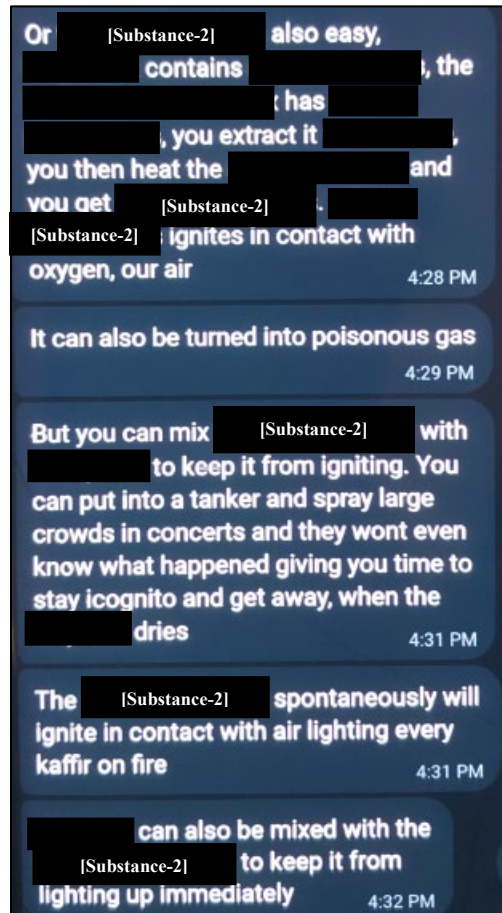 Or [Substance-2] also easy,
contains s, the
has
, you extract it ,
you then heat the and
you get [Substance-2] .
[Substance-2] s ignites in contact with
oxygen, our air
4:28 PM
It can also be turned into poisonous gas
4:29 PM
But you can mix [Substance-2] with
to keep it from igniting. You
can put into a tanker and spray large
crowds in concerts and they wont even
know what happened giving you time to
stay icognito and get away, when the
dries
4:31 PM
The [Substance-2] spontaneously will
ignite in contact with air lighting every
kaffir on fire
4:31 PM
can also be mixed with the
[Substance-2] to keep it from
lighting up immediately
4:32 PM